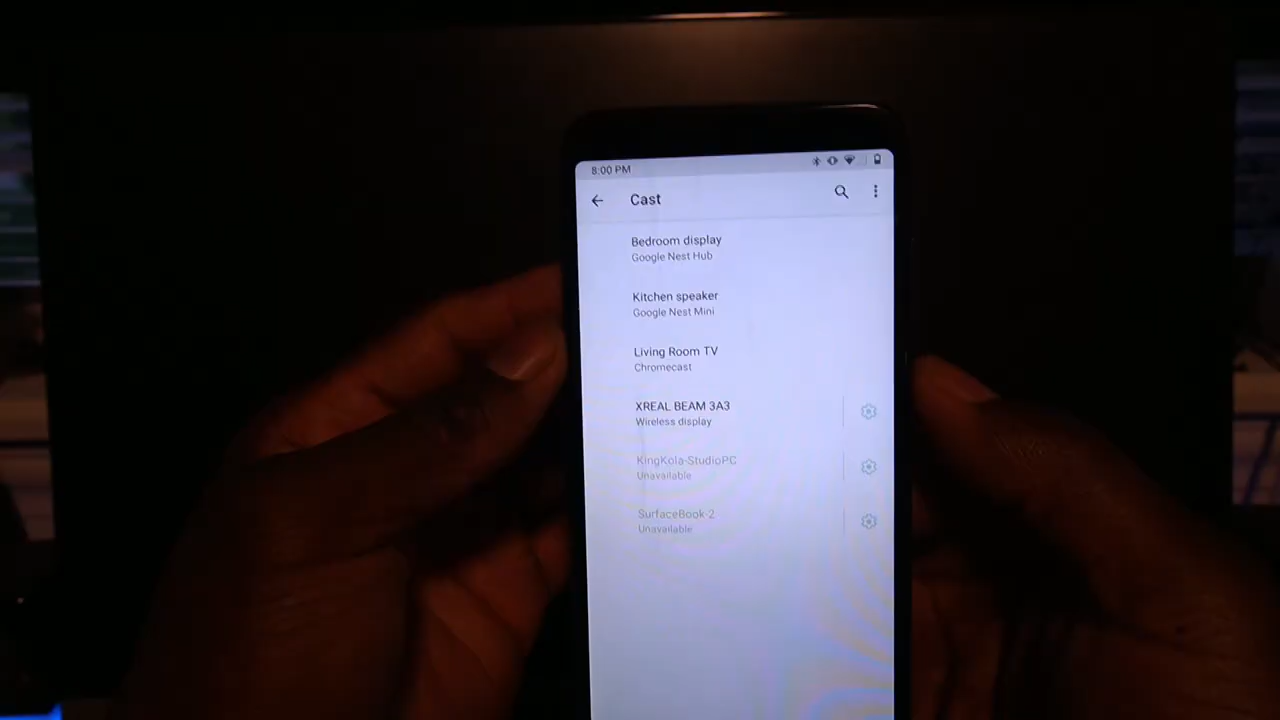 8:00 PM
Cast
Bedroom display
Google Nest Hub
Kitchen speaker
Google Nest Mini
Living Room TV
Chromecast
XREAL BEAM 3A3
Wireless display
KingKola-StudioPC
Unavailable
SurfaceBook-2
Unavailable